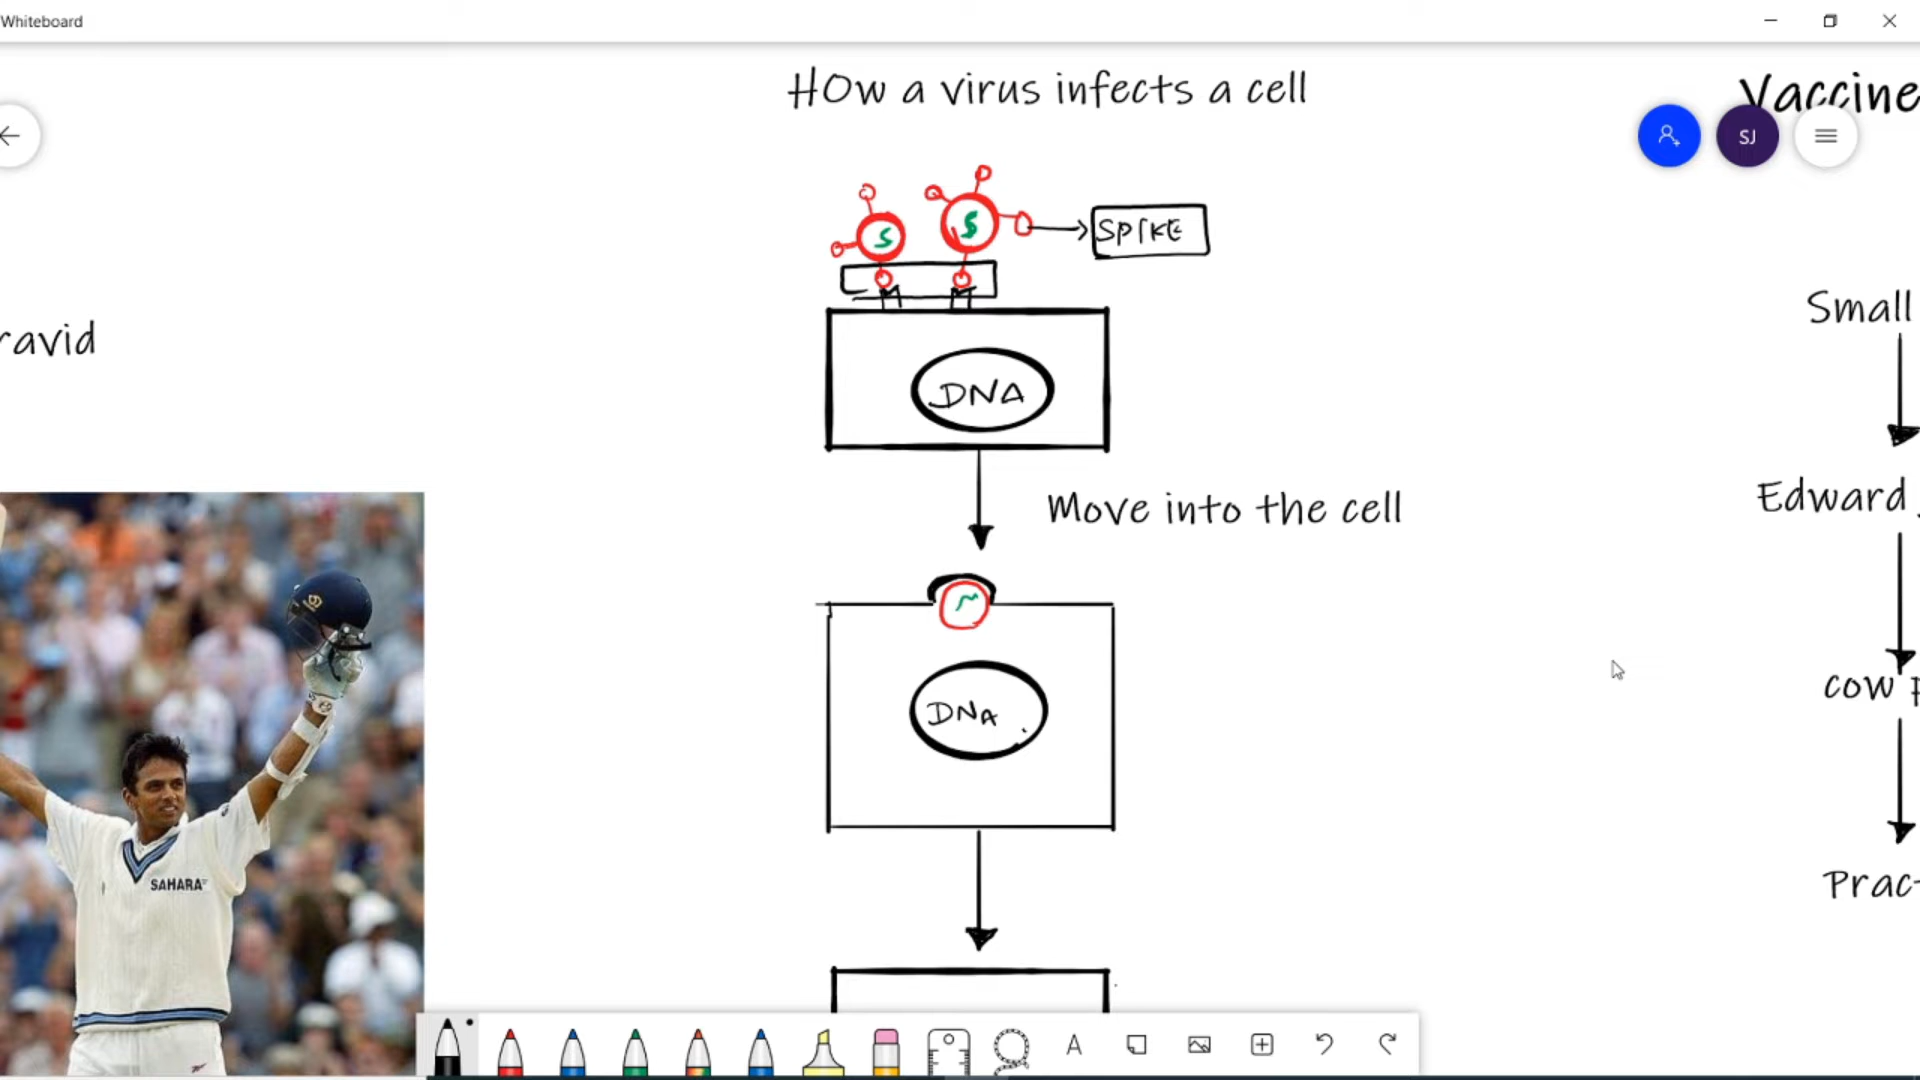 Whiteboard
HOw a virus infects a cell
Vaccine
SJ
SPIKE
DNA
Small
ravid
Edward
Move into the cell
cow
DNA
SAHARA
Pract